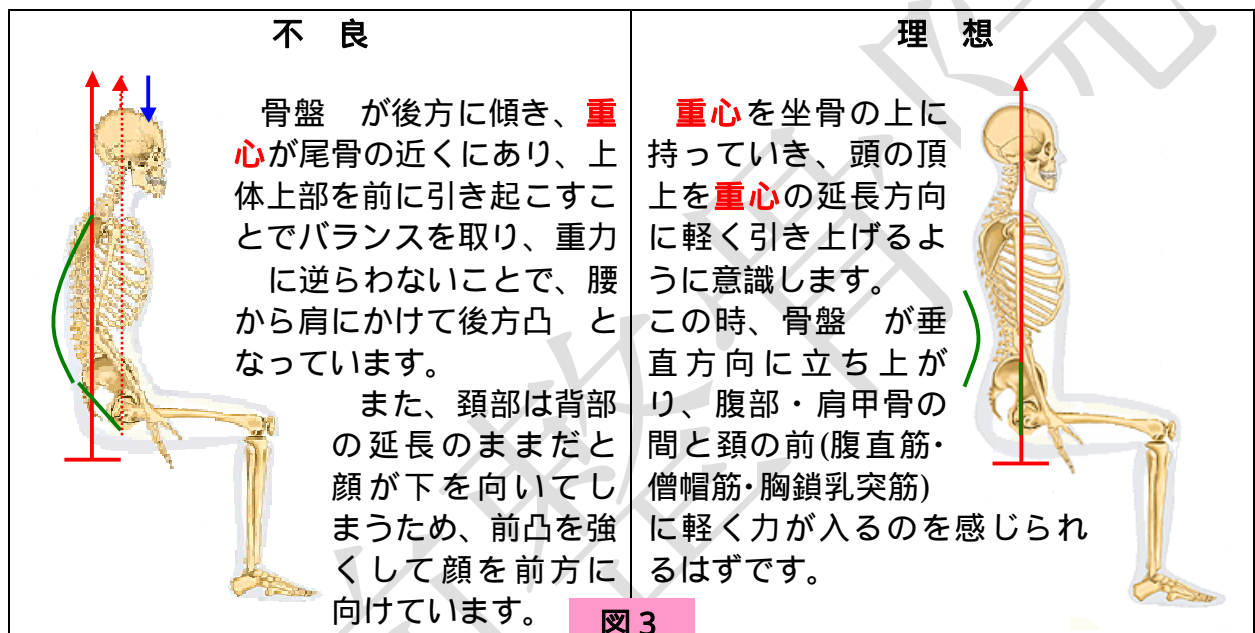 不 良
骨盤 が後方に傾き、重
心が尾骨の近くにあり、上
体上部を前に引き起こすこ
とでバランスを取り、重力
に逆らわないことで、腰
から肩にかけて後方凸 と
なっています。
また、頚部は背部
の延長のままだと
顔が下を向いてし
まうため、前凸を強
くして顔を前方に
向けています。
理 想
重心を坐骨の上に
持っていき、頭の頂
上を重心の延長方向
に軽く引き上げるよ
うに意識します。
この時、骨盤 が垂
直方向に立ち上が
り、腹部・肩甲骨の
間と頚の前(腹直筋・
僧帽筋・胸鎖乳突筋)
に軽く力が入るのを感じられ
るはずです。
図3
整骨院